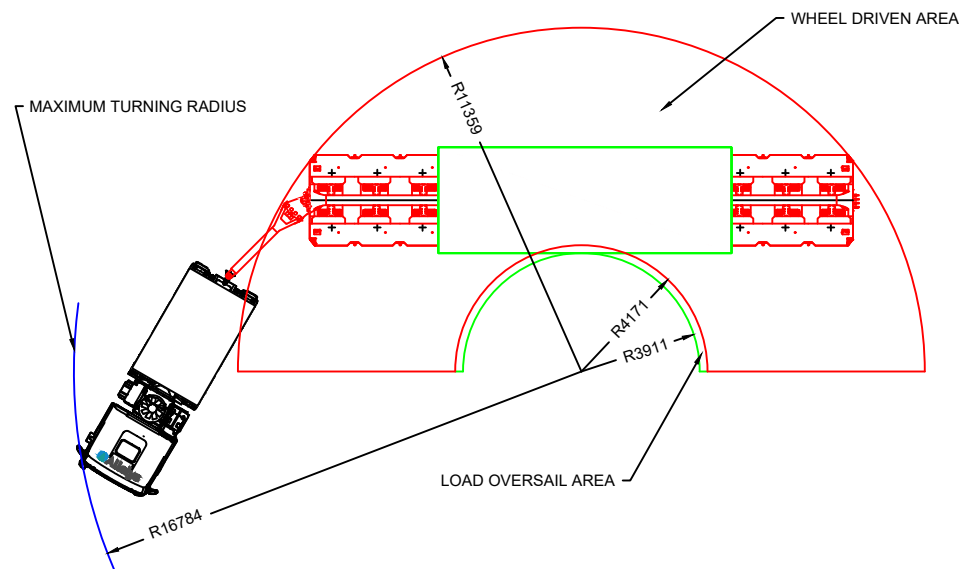 WHEEL DRIVEN AREA
MAXIMUM TURNING RADIUS
R11359
R4171
R3911
LOAD OVERSAIL AREA
R16784